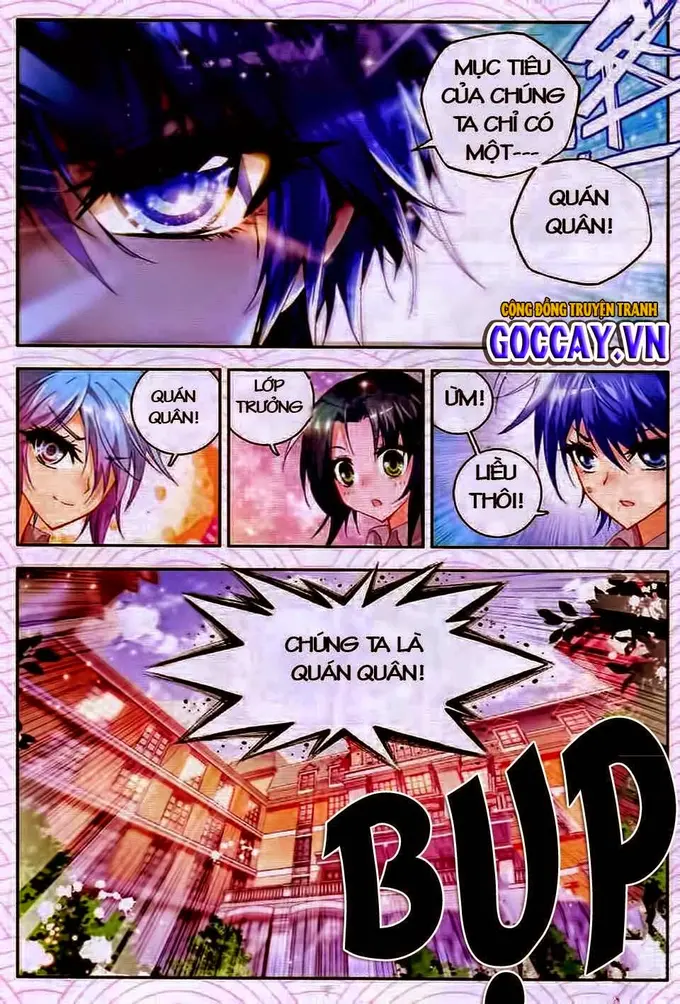 MỤC TIÊU
CỦA CHÚNG
TA CHỈ CÓ
MỘT---
QUÁN
QUÂN!
CỘNG ĐỒNG TRUYỆN TRANH
GOCCAY.VN
QUÁN
QUÂN!
LỚP
TRƯỞNG
ỪM!
LIỀU
THÔI!
CHÚNG TA LÀ
QUÁN QUÂN!
BỤP